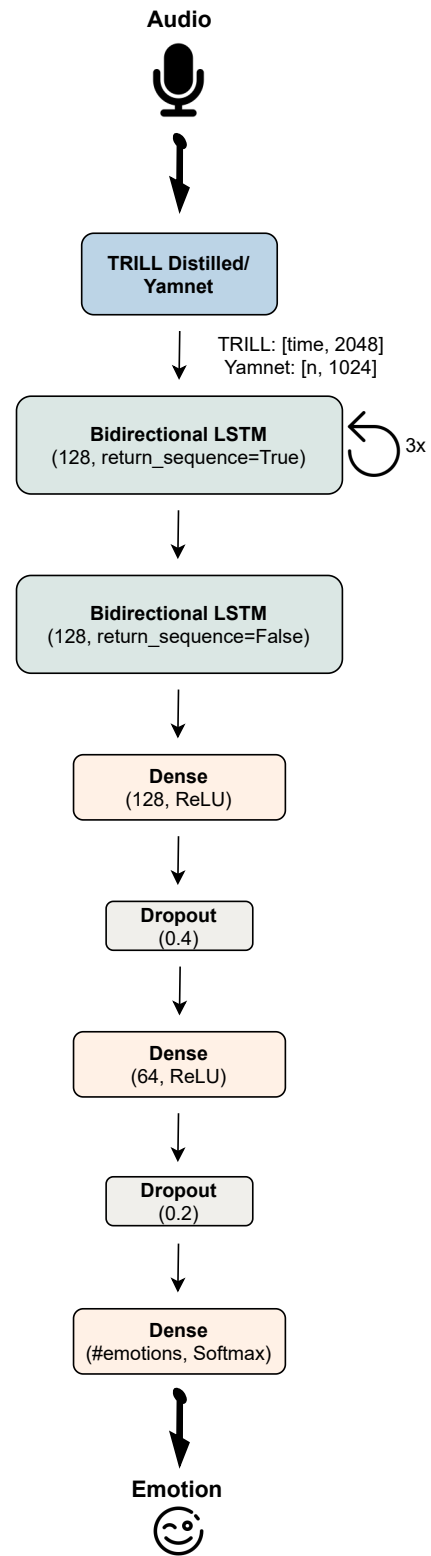 Audio
TRILL Distilled/
Yamnet
TRILL: [time, 2048]
Yamnet: [n, 1024]
Bidirectional LSTM
(128, return_sequence=True)
3x
Bidirectional LSTM
(128, return_sequence=False)
Dense
(128, ReLU)
Dropout
(0.4)
Dense
(64, ReLU)
Dropout
(0.2)
Dense
(#emotions, Softmax)
Emotion